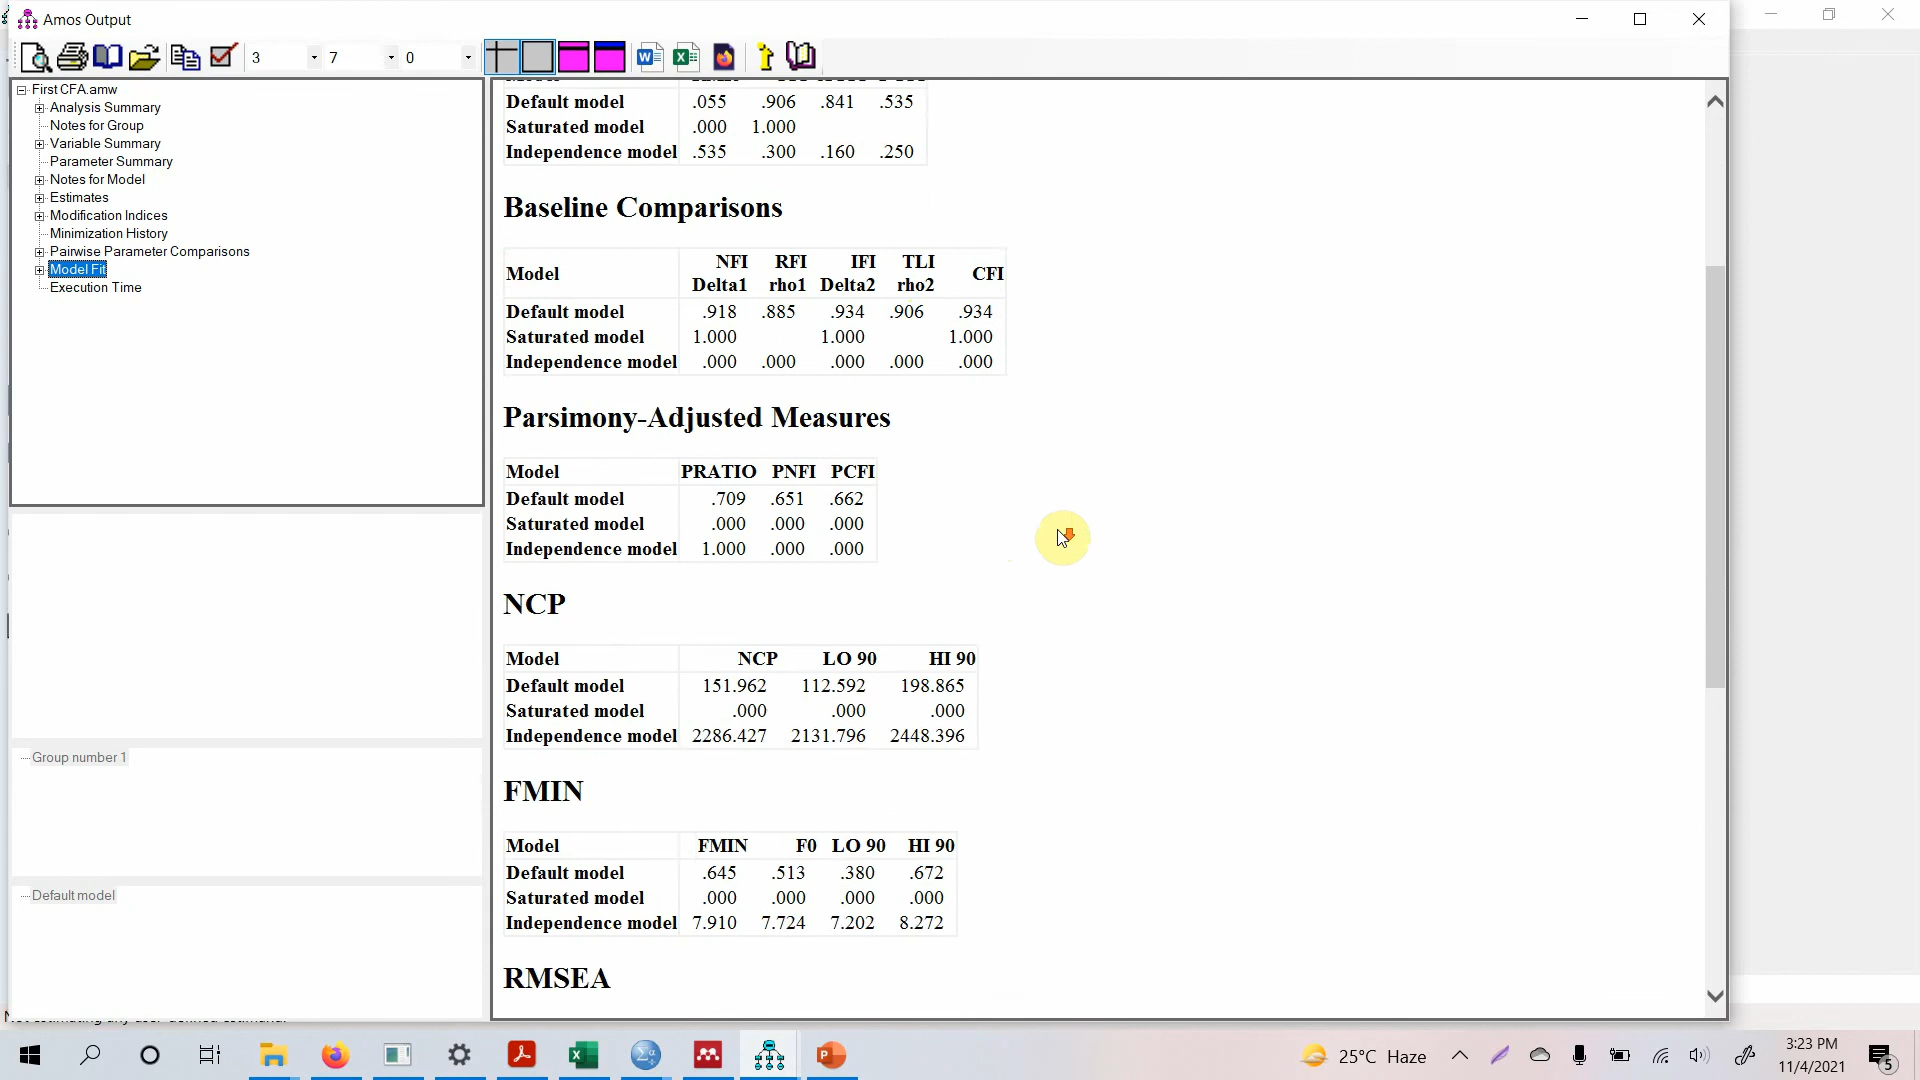 Amos Output
3 7 0
First CFA.amw
Analysis Summary
Notes for Group
Variable Summary
Parameter Summary
Notes for Model
Estimates
Modification Indices
Minimization History
Pairwise Parameter Comparisons
Model Fit
Execution Time
Group number 1
Default model
Default model .055 .906 .841 .535
Saturated model .000 1.000
Independence model .535 .300 .160 .250
Baseline Comparisons
Model NFI Delta1 RFI rho1 IFI Delta2 TLI rho2 CFI
Default model .918 .885 .934 .906 .934
Saturated model 1.000 1.000 1.000
Independence model .000 .000 .000 .000 .000
Parsimony-Adjusted Measures
Model PRATIO PNFI PCFI
Default model .709 .651 .662
Saturated model .000 .000 .000
Independence model 1.000 .000 .000
NCP
Model NCP LO 90 HI 90
Default model 151.962 112.592 198.865
Saturated model .000 .000 .000
Independence model 2286.427 2131.796 2448.396
FMIN
Model FMIN F0 LO 90 HI 90
Default model .645 .513 .380 .672
Saturated model .000 .000 .000 .000
Independence model 7.910 7.724 7.202 8.272
RMSEA
25°C Haze
3:23 PM
11/4/2021
5